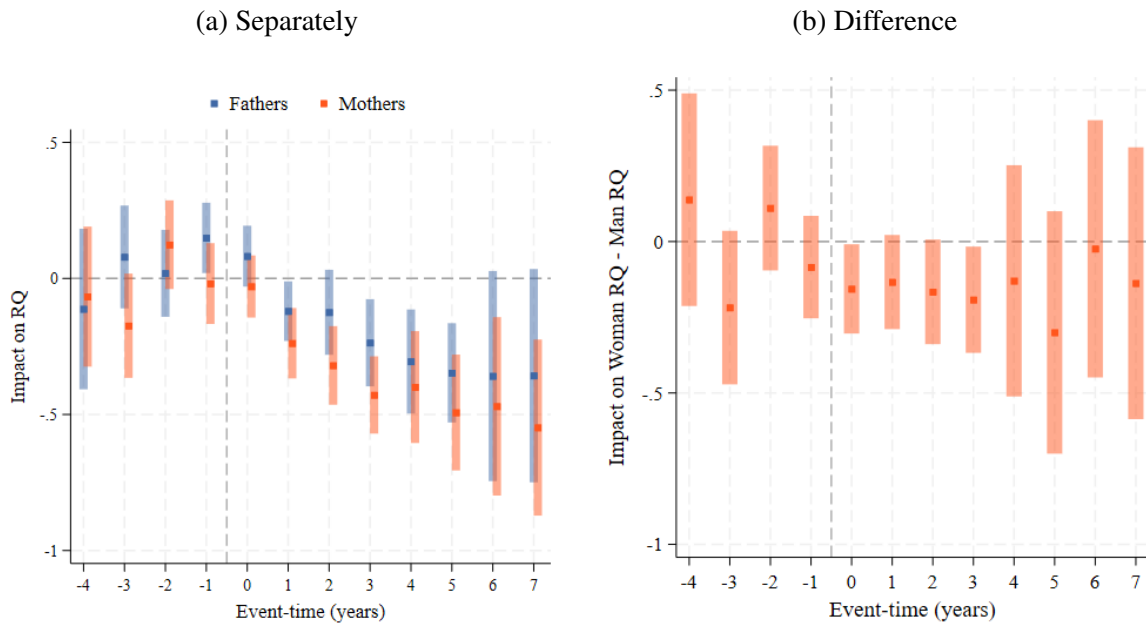 (a) Separately
Fathers Mothers
Impact on RQ
.5
0
-.5
-1
-4 -3 -2 -1 0 1 2 3 4 5 6 7
Event-time (years)
(b) Difference
Impact on Woman RQ - Man RQ
.5
0
-.5
-1
-4 -3 -2 -1 0 1 2 3 4 5 6 7
Event-time (years)